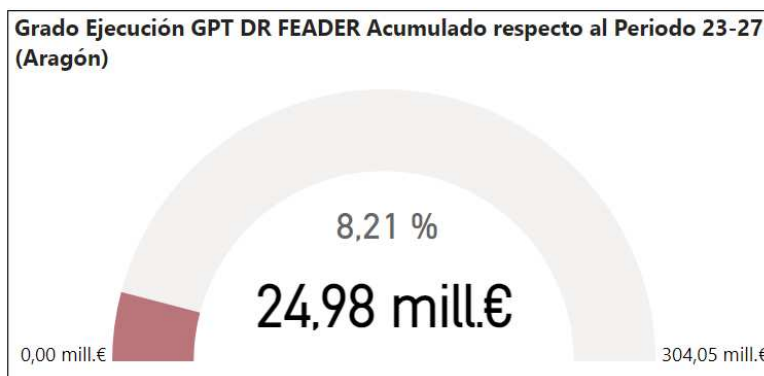 Grado Ejecución GPT DR FEADER Acumulado respecto al Periodo 23-27
(Aragón)
8,21 %
24,98 mill.€
0,00 mill.€
304,05 mill.€